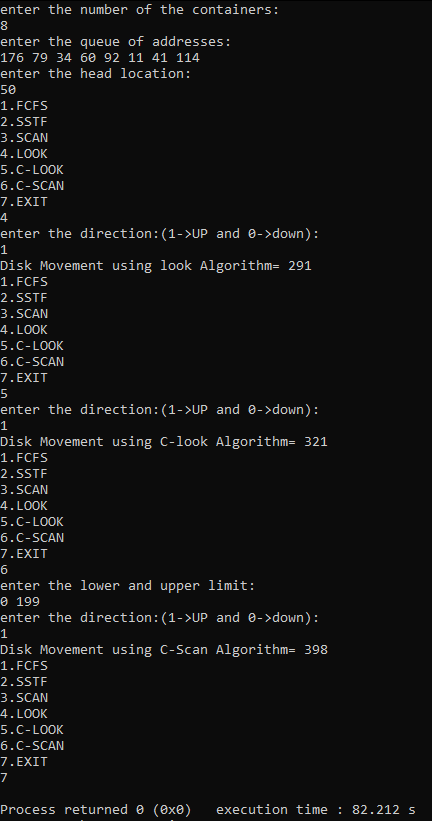 enter the number of the containers:
8
enter the queue of addresses:
176 79 34 60 92 11 41 114
enter the head location:
50
1.FCFS
2.SSTF
3.SCAN
4.LOOK
5.C-LOOK
6.C-SCAN
7.EXIT
4
enter the direction:(1->UP and 0->down):
1
Disk Movement using look Algorithm= 291
1.FCFS
2.SSTF
3.SCAN
4.LOOK
5.C-LOOK
6.C-SCAN
7.EXIT
5
enter the direction:(1->UP and 0->down):
1
Disk Movement using C-look Algorithm= 321
1.FCFS
2.SSTF
3.SCAN
4.LOOK
5.C-LOOK
6.C-SCAN
7.EXIT
6
enter the lower and upper limit:
0 199
enter the direction:(1->UP and 0->down):
1
Disk Movement using C-Scan Algorithm= 398
1.FCFS
2.SSTF
3.SCAN
4.LOOK
5.C-LOOK
6.C-SCAN
7.EXIT
7
Process returned 0 (0x0)   execution time : 82.212 s